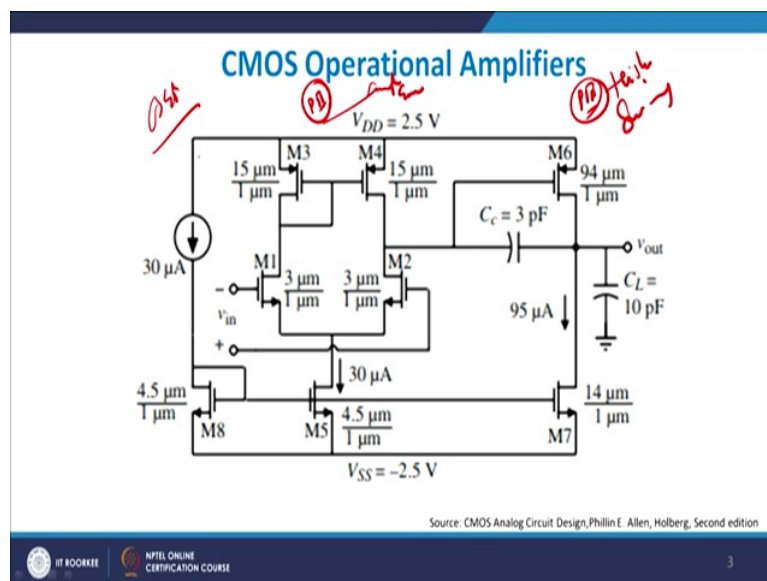 CMOS Operational Amplifiers
V_DD = 2.5 V
M3
M4
M6
15 μm
1 μm
15 μm
1 μm
94 μm
1 μm
C_c = 3 pF
30 μA
M1
M2
3 μm
1 μm
3 μm
1 μm
v_out
v_in
−
+
C_L =
10 pF
95 μA
30 μA
4.5 μm
1 μm
M8
M5
4.5 μm
1 μm
14 μm
1 μm
M7
V_SS = −2.5 V
Source: CMOS Analog Circuit Design,Phillin E. Allen, Holberg, Second edition
IIT ROORKEE
NPTEL ONLINE
CERTIFICATION COURSE
3